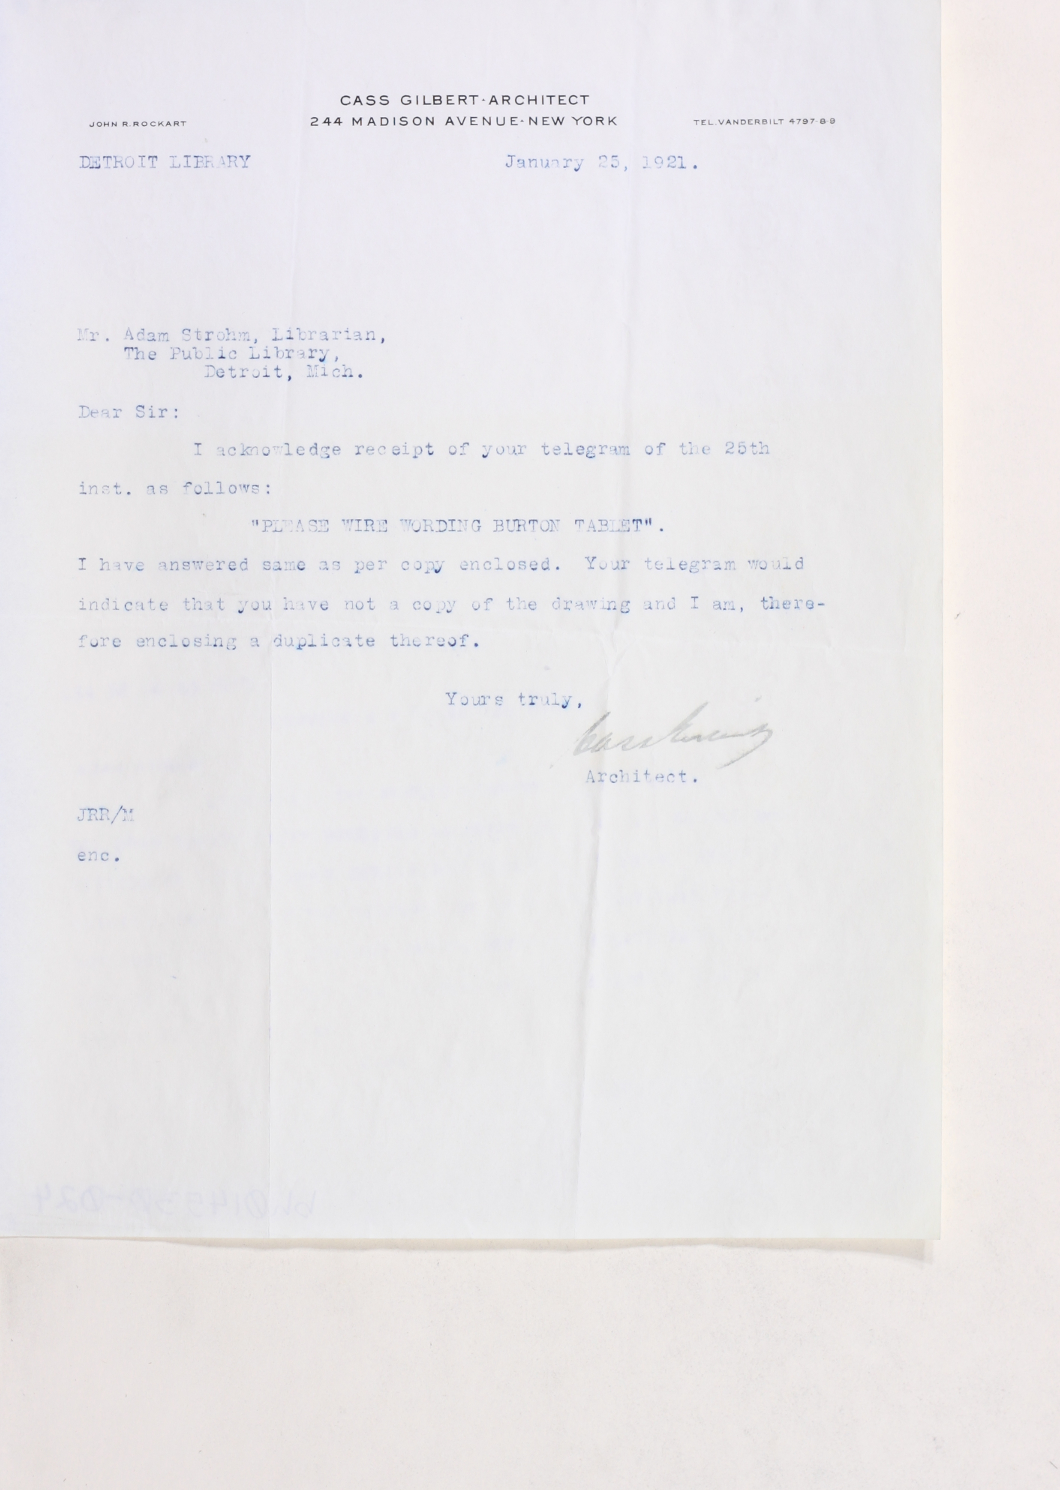 CASS GILBERT-ARCHITECT
JOHN R. ROCKART 244 MADISON AVENUE-NEW YORK TEL. VANDERBILT 4797-8-9
DETROIT LIBRARY January 25, 1921.
Mr. Adam Strohm, Librarian,
The Public Library,
Detroit, Mich.
Dear Sir:
I acknowledge receipt of your telegram of the 25th
inst. as follows:
"PLEASE WIRE WORDING BURTON TABLET".
I have answered same as per copy enclosed. Your telegram would
indicate that you have not a copy of the drawing and I am, there-
fore enclosing a duplicate thereof.
Yours truly,
Cass Gilbert
Architect.
JRR/M
enc.